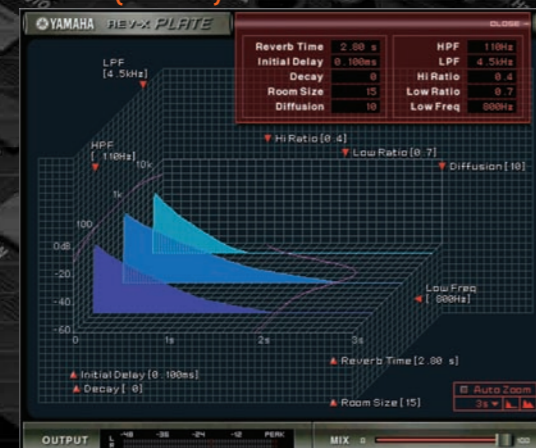 YAMAHA REV-X PLATE
CLOSE
Reverb Time 2.80 s HPF 110Hz
Initial Delay 0.100ms LPF 4.5kHz
Decay 0 Hi Ratio 0.4
Room Size 15 Low Ratio 0.7
Diffusion 10 Low Freq 800Hz
LPF
[4.5kHz]
HPF
[ 110Hz]
Hi Ratio[0.4]
Low Ratio[0.7]
Diffusion[10]
10k
1k
100
0dB
-20
-40
-60
0 1s 2s 3s
Low Freq
[ 800Hz]
Initial Delay[0.100ms]
Decay[ 0]
Reverb Time[2.80 s]
Room Size[15]
Auto Zoom
3s
OUTPUT L R -48 -36 -24 -12 PEAK MIX 0 100